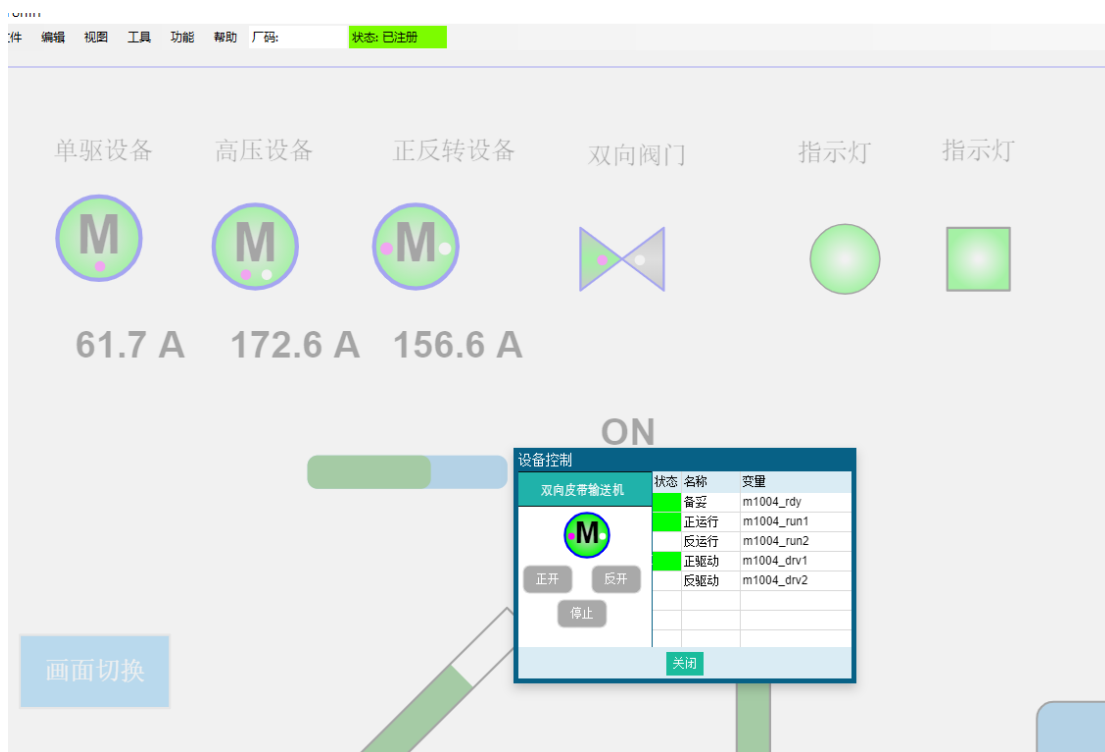 文件 编辑 视图 工具 功能 帮助 厂码: 状态: 已注册
单驱设备 高压设备 正反转设备 双向阀门 指示灯 指示灯
M M M
61.7 A 172.6 A 156.6 A
ON
设备控制
双向皮带输送机
M
正开 反开
停止
状态 名称 变量
备妥 m1004_rdy
正运行 m1004_run1
反运行 m1004_run2
正驱动 m1004_drv1
反驱动 m1004_drv2
关闭
画面切换